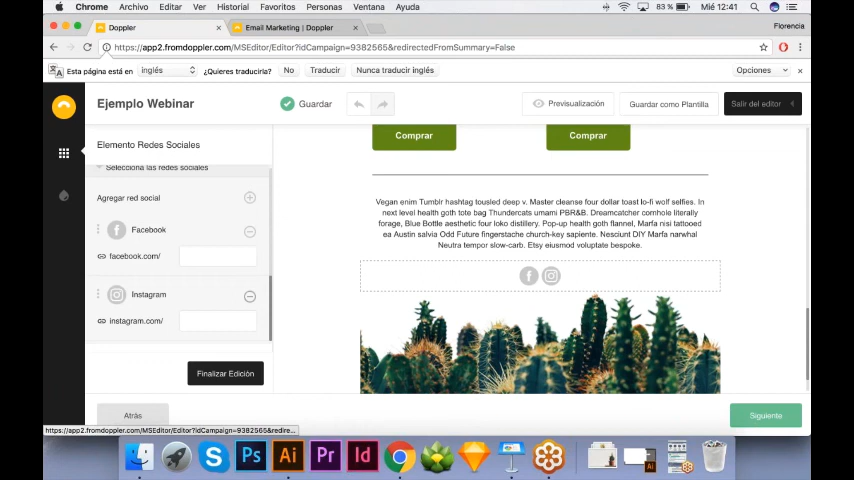 Chrome Archivo Editar Ver Historial Favoritos Personas Ventana Ayuda 83 % Mié 12:41
Doppler Email Marketing | Doppler Florencia
https://app2.fromdoppler.com/MSEditor/Editor?idCampaign=9382565&redirectedFromSummary=False
Esta página está en inglés ¿Quieres traducirla? No Traducir Nunca traducir inglés Opciones
Ejemplo Webinar Guardar Previsualización Guardar como Plantilla Salir del editor
Elemento Redes Sociales
Selecciona las redes sociales
Agregar red social
Facebook
facebook.com/
Instagram
instagram.com/
Finalizar Edición
Comprar Comprar
Vegan enim Tumblr hashtag tousled deep v. Master cleanse four dollar toast lo-fi wolf selfies. In
next level health goth tote bag Thundercats umami PBR&B. Dreamcatcher cornhole literally
forage, Blue Bottle aesthetic four loko distillery. Pop-up health goth flannel, Marfa nisi tattooed
ea Austin salvia Odd Future fingerstache church-key sapiente. Nesciunt DIY Marfa narwhal
Neutra tempor slow-carb. Etsy eiusmod voluptate bespoke.
Atrás Siguiente
https://app2.fromdoppler.com/MSEditor/Editor?idCampaign=9382565&redire...
Ps Ai Pr Id
Ai